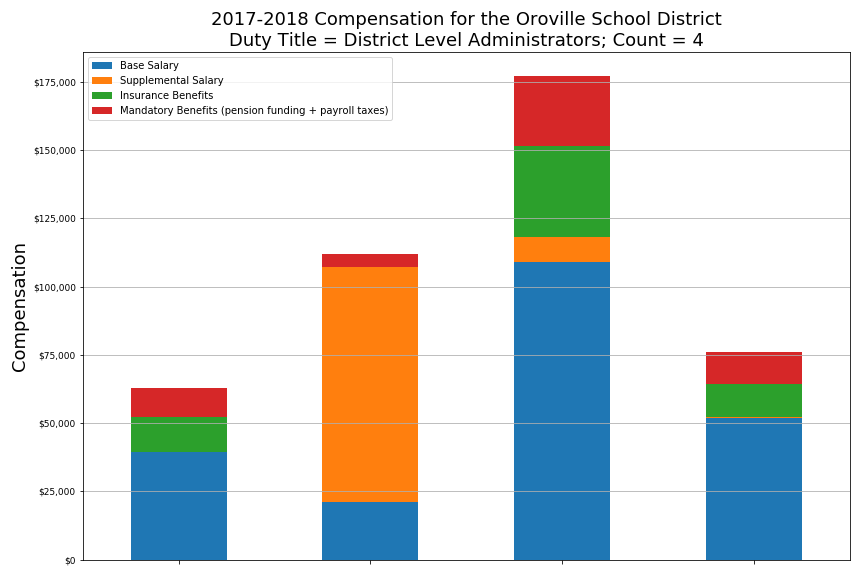 2017-2018 Compensation for the Oroville School District
Duty Title = District Level Administrators; Count = 4
Base Salary
Supplemental Salary
Insurance Benefits
Mandatory Benefits (pension funding + payroll taxes)
Compensation
$175,000
$150,000
$125,000
$100,000
$75,000
$50,000
$25,000
$0